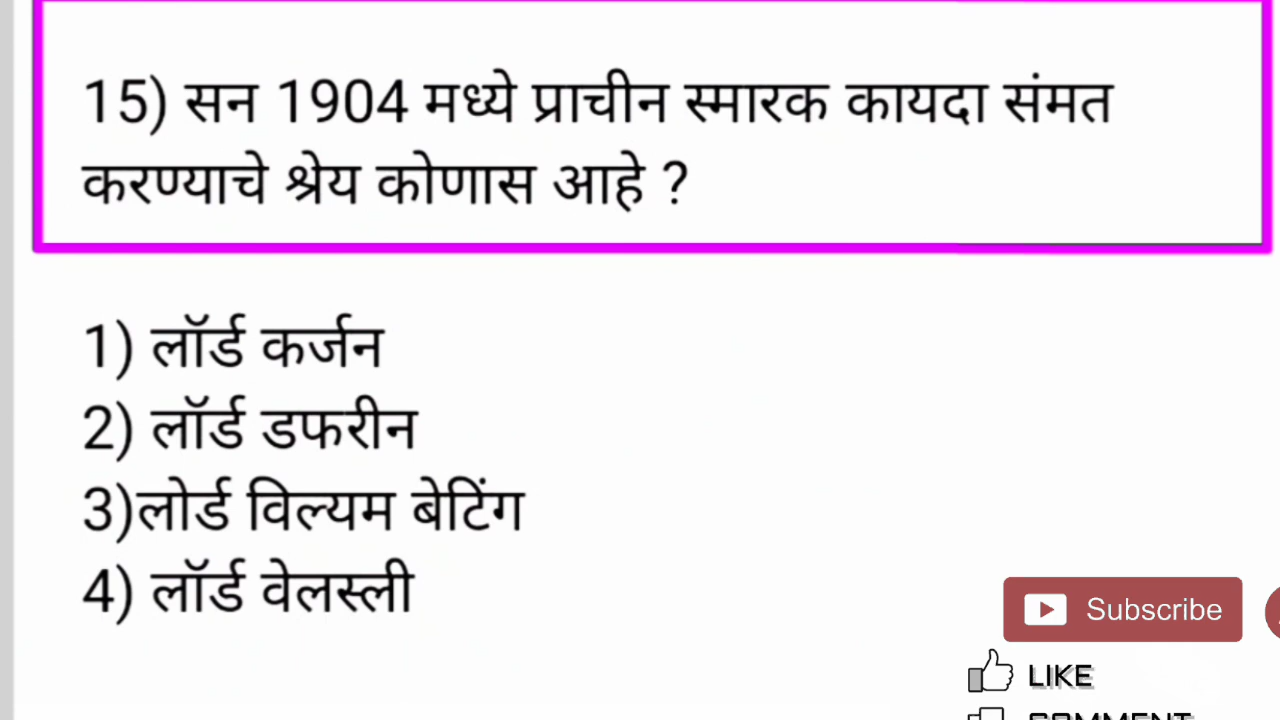 15) सन 1904 मध्ये प्राचीन स्मारक कायदा संमत
करण्याचे श्रेय कोणास आहे ?
1) लॉर्ड कर्जन
2) लॉर्ड डफरीन
3)लोर्ड विल्यम बेटिंग
4) लॉर्ड वेलस्ली
Subscribe
LIKE
COMMENT